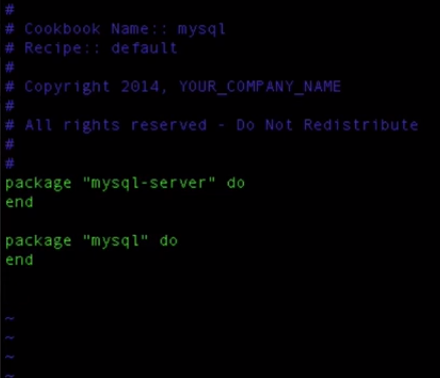 #
# Cookbook Name:: mysql
# Recipe:: default
#
# Copyright 2014, YOUR_COMPANY_NAME
#
# All rights reserved - Do Not Redistribute
#
#
package "mysql-server" do
end

package "mysql" do
end

~
~
~
~